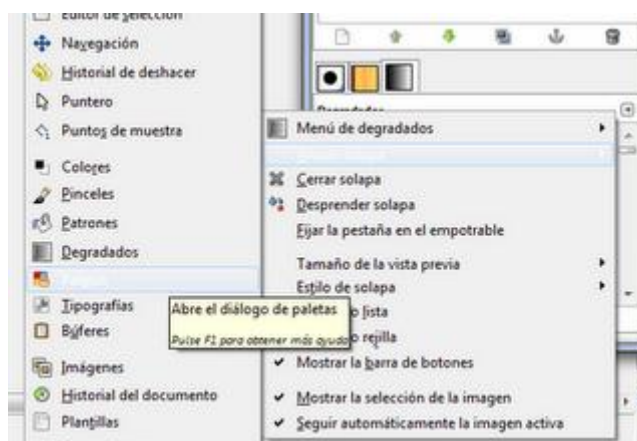 Editor de selección
Navegación
Historial de deshacer
Puntero
Puntos de muestra
Colores
Pinceles
Patrones
Degradados
Tipografías
Búferes
Imágenes
Historial del documento
Plantillas
Abre el diálogo de paletas
Pulse F1 para obtener más ayuda
Degradados
Menú de degradados
Cerrar solapa
Desprender solapa
Fijar la pestaña en el empotrable
Tamaño de la vista previa
Estilo de solapa
lista
rejilla
Mostrar la barra de botones
Mostrar la selección de la imagen
Seguir automáticamente la imagen activa